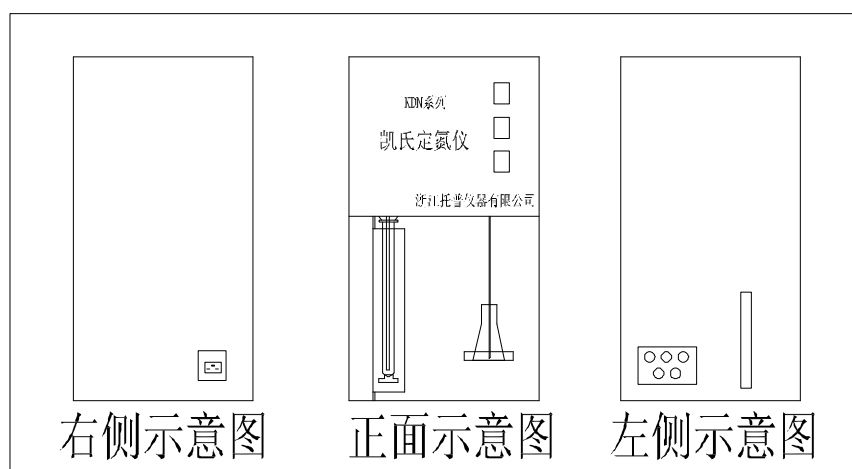 KDN系列
凯氏定氮仪
浙江托普仪器有限公司
右侧示意图
正面示意图
左侧示意图